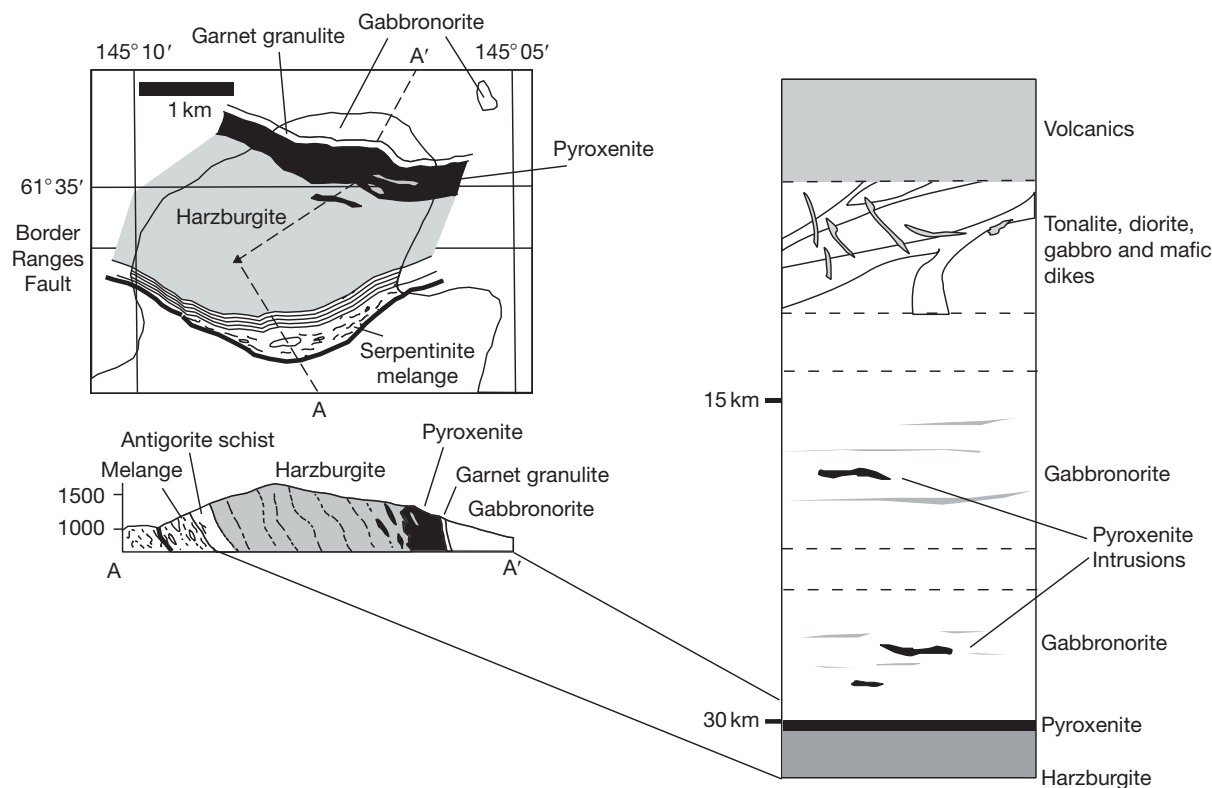 Gabbronorite
Garnet granulite
145° 10′
A′
145° 05′
1 km
Pyroxenite
61° 35′
Harzburgite
Border
Ranges
Fault
Serpentinite
melange
A
Antigorite schist
Pyroxenite
Melange
Harzburgite
Garnet granulite
1500
Gabbronorite
1000
A
A′
Volcanics
Tonalite, diorite,
gabbro and mafic
dikes
15 km
Gabbronorite
Pyroxenite
Intrusions
Gabbronorite
30 km
Pyroxenite
Harzburgite